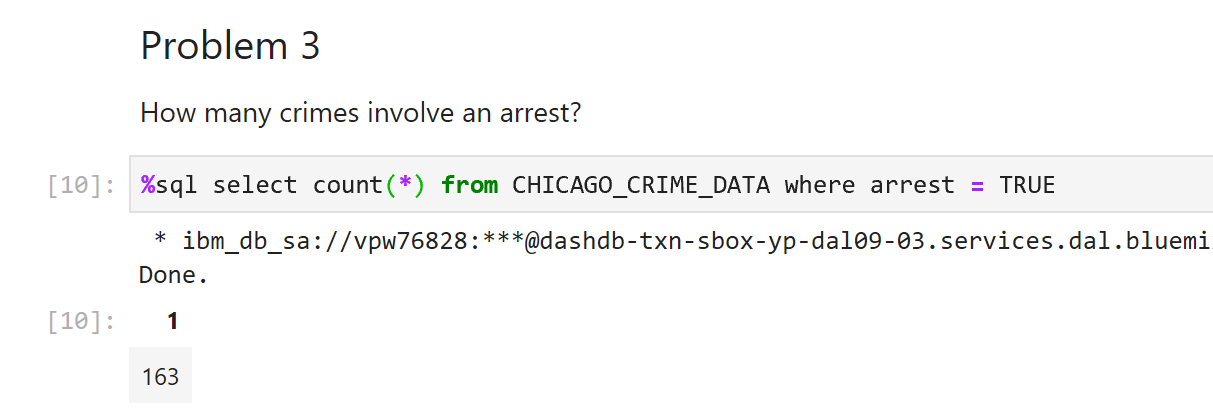 Problem 3
How many crimes involve an arrest?
[10]: %sql select count(*) from CHICAGO_CRIME_DATA where arrest = TRUE
* ibm_db_sa://vpw76828:***@dashdb-txn-sbox-yp-dal09-03.services.dal.bluemi
Done.
[10]: 1
163